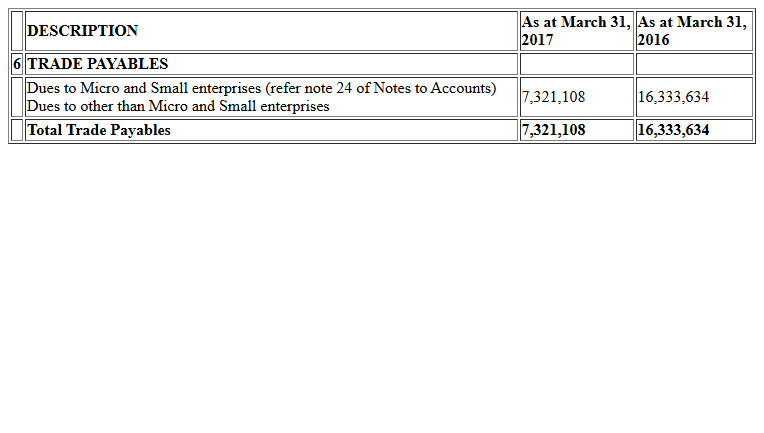 DESCRIPTION As at March 31, 2017 As at March 31, 2016
6 TRADE PAYABLES
Dues to Micro and Small enterprises (refer note 24 of Notes to Accounts)
Dues to other than Micro and Small enterprises 7,321,108 16,333,634
Total Trade Payables 7,321,108 16,333,634